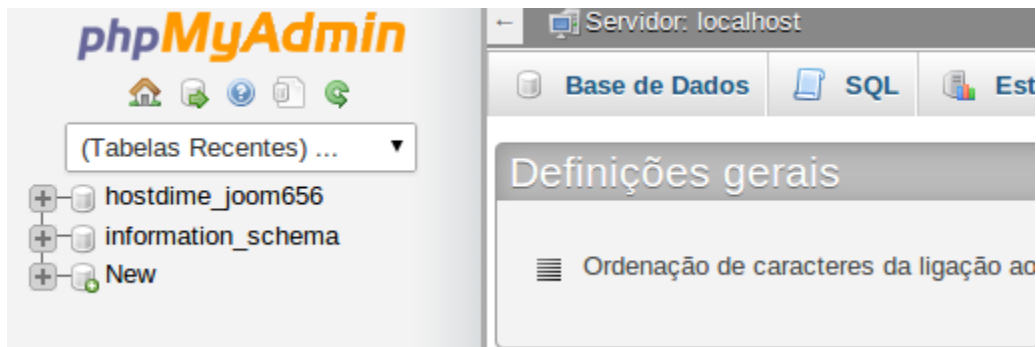 phpMyAdmin
(Tabelas Recentes) ...
hostdime_joom656
information_schema
New
← Servidor: localhost
Base de Dados SQL Est
Definições gerais
Ordenação de caracteres da ligação ao